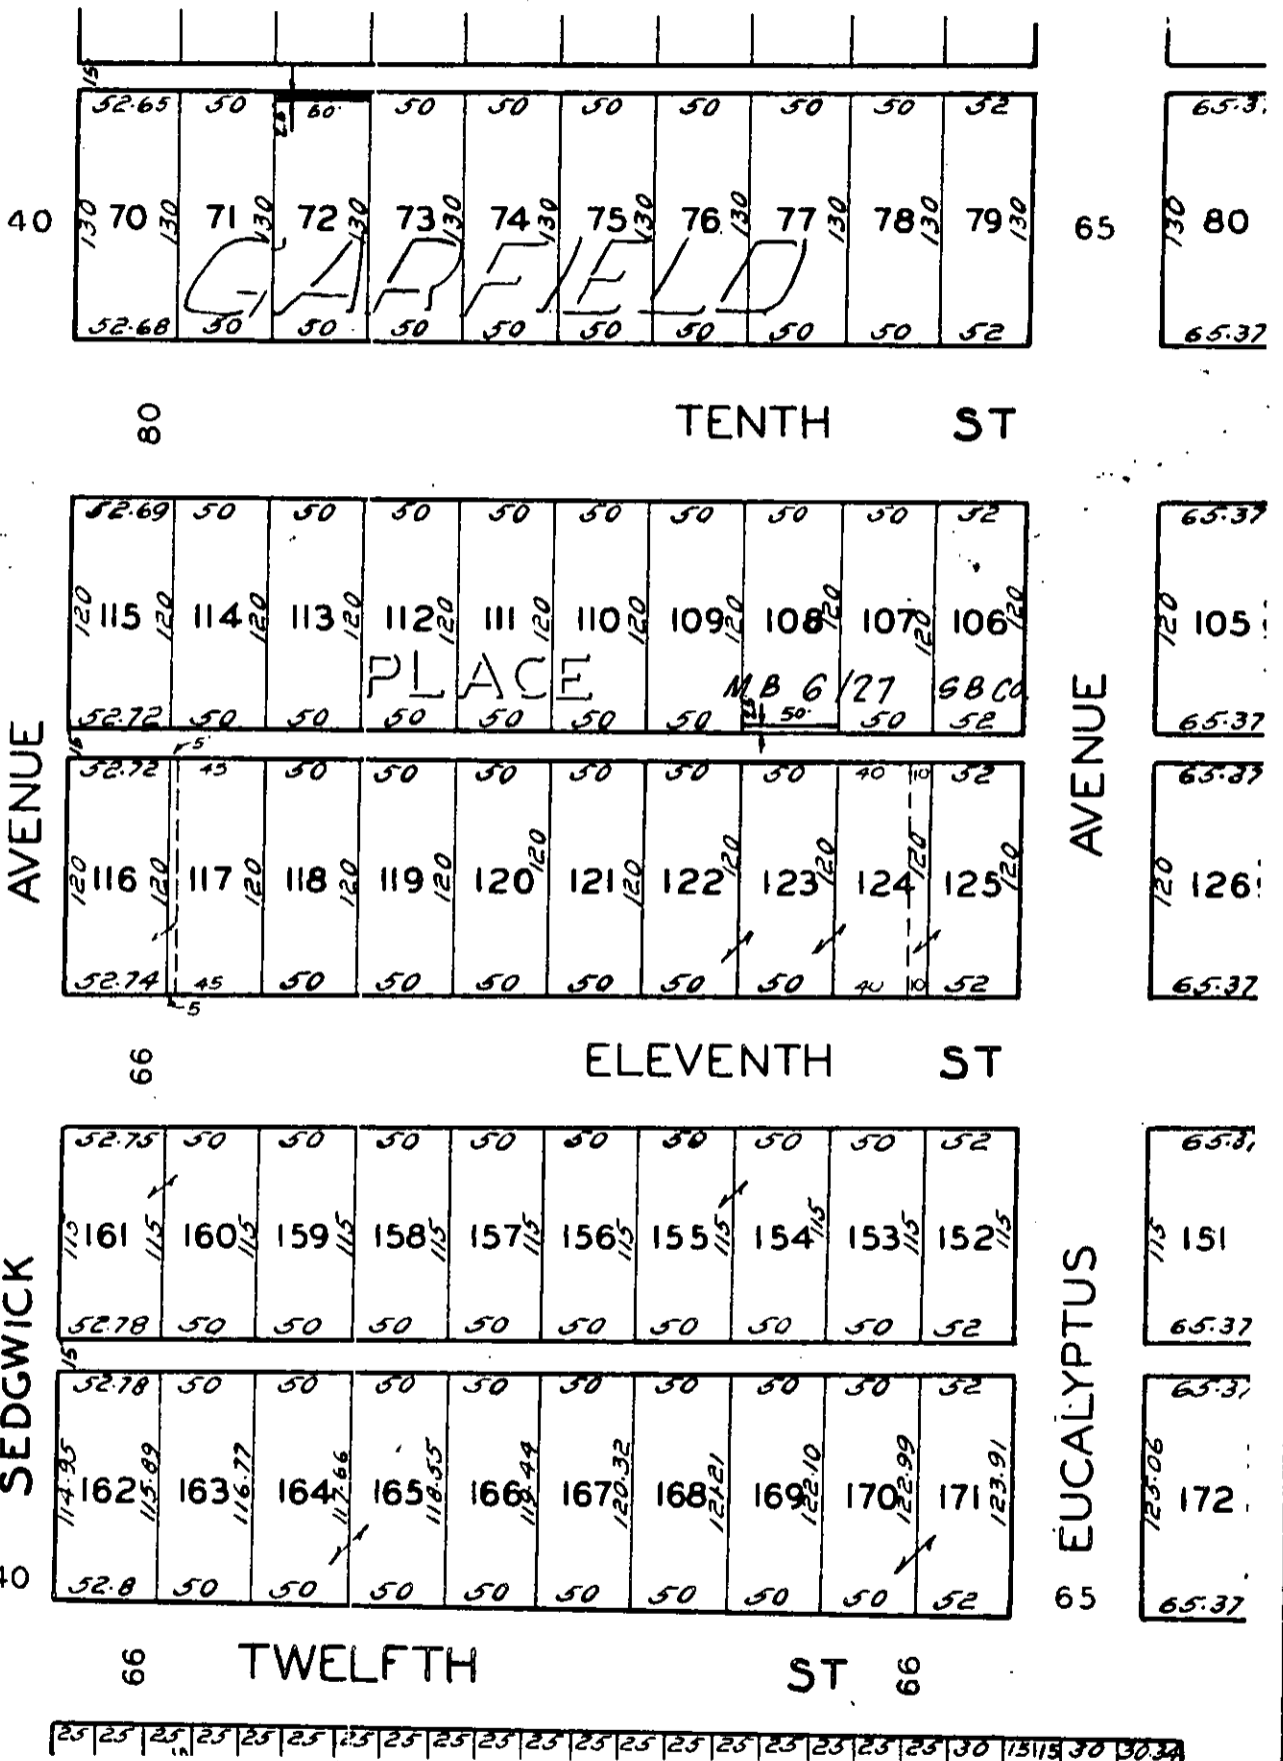 15
52.65 50 60' 50 50 50 50 50 50 52 65.3
2.5
40 130 70 130 71 130 72 130 73 130 74 130 75 130 76 130 77 130 78 130 79 130 65 130 80
GARFIELD
52.68 50 50 50 50 50 50 50 50 52 65.37
80 TENTH ST
52.69 50 50 50 50 50 50 50 50 52 65.37
120 115 120 114 120 113 120 112 120 111 120 110 120 109 120 108 120 107 120 106 120 120 105
PLACE MB 6/27 SBCo
52.72 50 50 50 50 50 50 2.5 50' 50 52 65.37
AVENUE
AVENUE
15 5'
52.72 45 50 50 50 50 50 50 40 10 52 65.37
120 116 120 117 120 118 120 119 120 120 120 121 120 122 120 123 120 124 120 125 120 120 126
52.74 45 50 50 50 50 50 50 40 10 52 65.37
5
66 ELEVENTH ST
52.75 50 50 50 50 50 50 50 50 52 65.3
115 161 115 160 115 159 115 158 115 157 115 156 115 155 115 154 115 153 115 152 115 115 151
52.78 50 50 50 50 50 50 50 50 52 65.37
SEDGWICK
EUCALYPTUS
15
52.78 50 50 50 50 50 50 50 50 52 65.37
114.95 162 115.89 163 116.77 164 117.66 165 118.55 166 119.44 167 120.32 168 121.21 169 122.10 170 122.99 171 123.91 125.06 172
40 52.8 50 50 50 50 50 50 50 50 52 65 65.37
66 TWELFTH ST 66
25 25 25 25 25 25 25 25 25 25 25 25 25 25 25 25 25 25 25 30 15 15 30 30.34